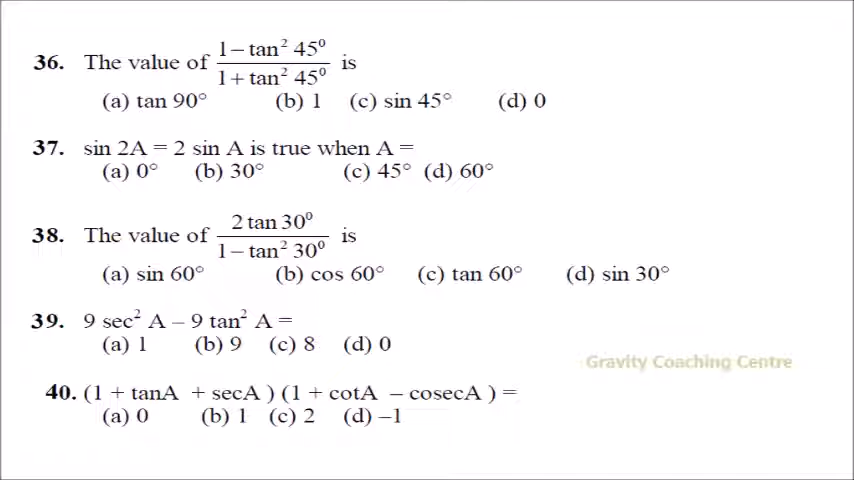 36. The value of (1 – tan² 45⁰)/(1 + tan² 45⁰) is
(a) tan 90° (b) 1 (c) sin 45° (d) 0
37. sin 2A = 2 sin A is true when A =
(a) 0° (b) 30° (c) 45° (d) 60°
38. The value of (2 tan 30⁰)/(1 – tan² 30⁰) is
(a) sin 60° (b) cos 60° (c) tan 60° (d) sin 30°
39. 9 sec² A – 9 tan² A =
(a) 1 (b) 9 (c) 8 (d) 0
Gravity Coaching Centre
40. (1 + tanA + secA ) (1 + cotA – cosecA ) =
(a) 0 (b) 1 (c) 2 (d) –1